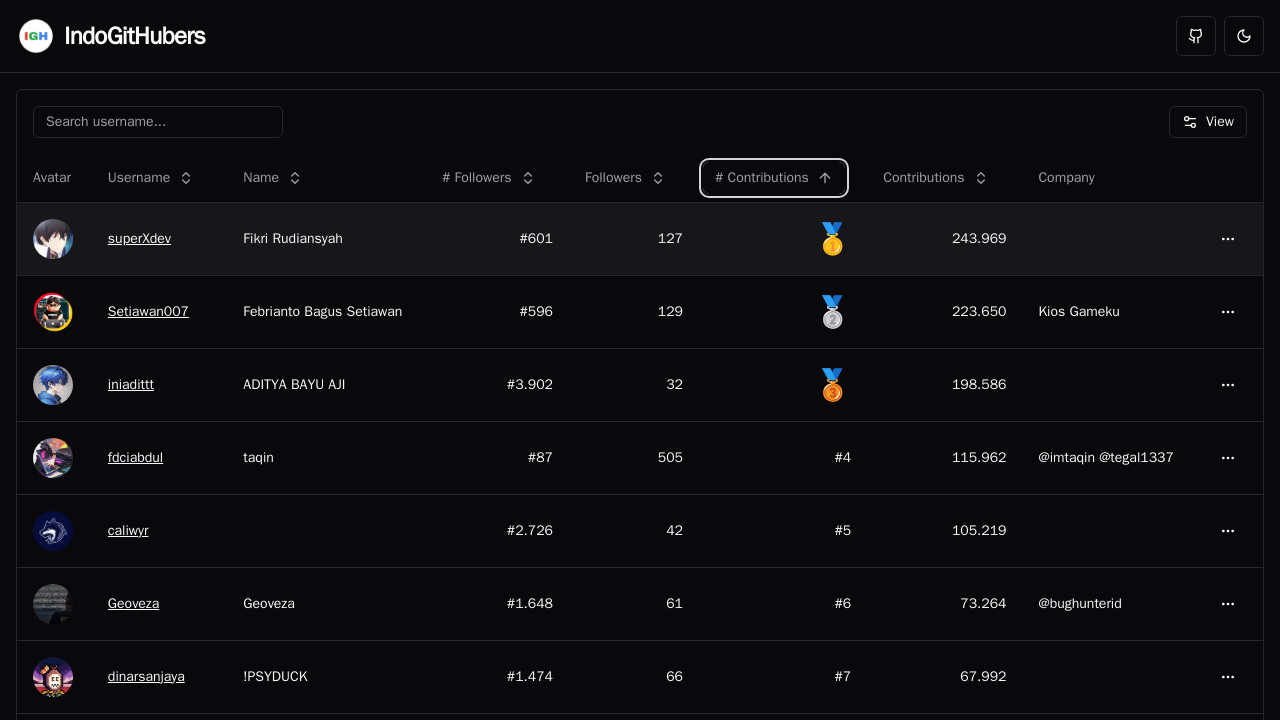 IGH IndoGitHubers
Search username... View
Avatar Username Name # Followers Followers # Contributions Contributions Company
superXdev Fikri Rudiansyah #601 127 1 243.969
Setiawan007 Febrianto Bagus Setiawan #596 129 2 223.650 Kios Gameku
iniadittt ADITYA BAYU AJI #3.902 32 3 198.586
fdciabdul taqin #87 505 #4 115.962 @imtaqin @tegal1337
caliwyr #2.726 42 #5 105.219
Geoveza Geoveza #1.648 61 #6 73.264 @bughunterid
dinarsanjaya !PSYDUCK #1.474 66 #7 67.992